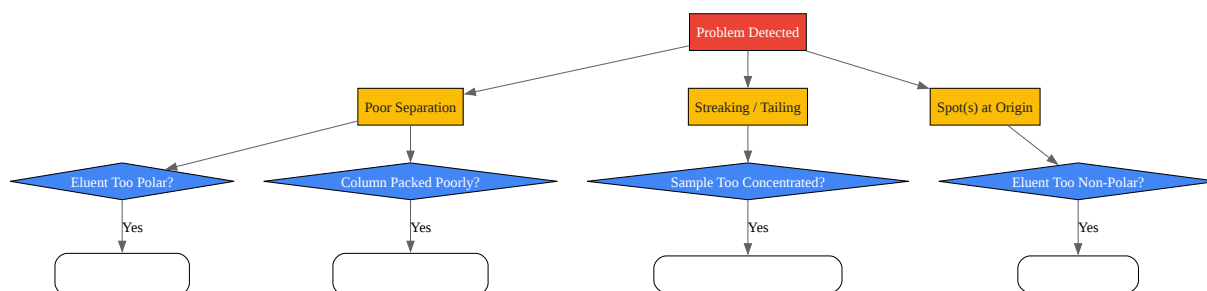 Problem Detected
Poor Separation
Streaking / Tailing
Spot(s) at Origin
Eluent Too Polar?
Column Packed Poorly?
Sample Too Concentrated?
Eluent Too Non-Polar?
Yes
Yes
Yes
Yes